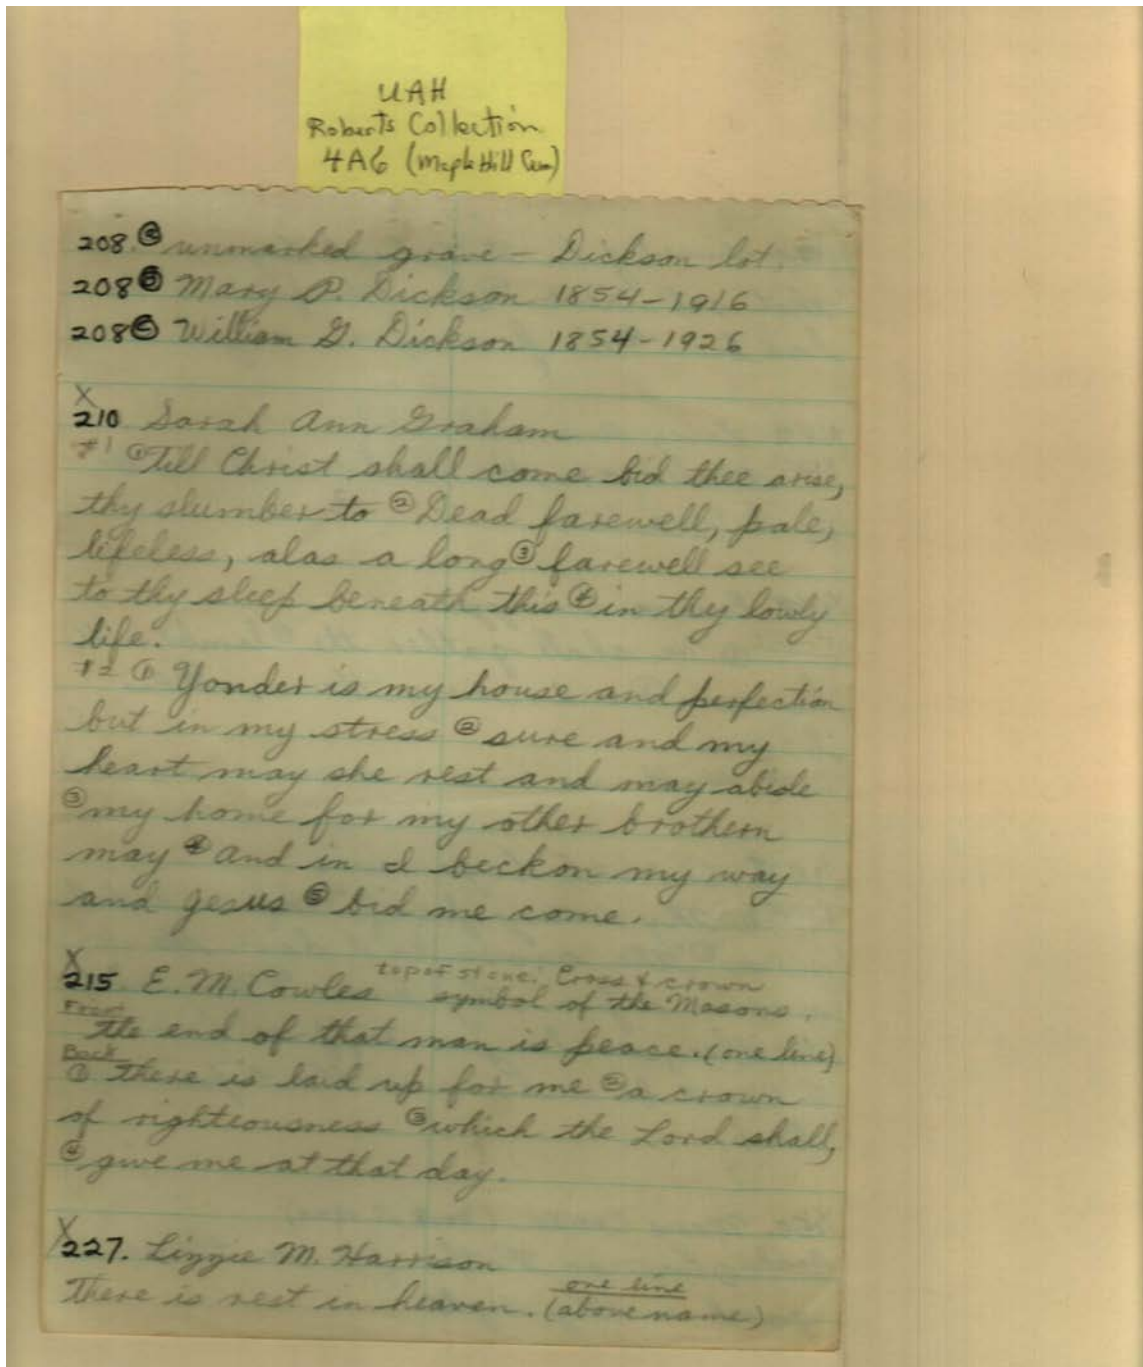 UAH
Roberts Collection
4A6 (Maple Hill Cem)
208. Ⓐ unmarked grave - Dickson lot.
208 Ⓑ Mary P. Dickson 1854-1916
208 Ⓒ William G. Dickson 1854-1926
X
210 Sarah Ann Graham
#1 ① Till Christ shall come bid thee arise,
thy slumber to ② Dead farewell, pale,
lifeless, alas a long ③ farewell see
to thy sleep beneath this ④ in thy lowly
life.
#2 ① Yonder is my house and perfection
but in my stress ② sure and my
heart may she rest and may abide
③ my home for my other brothern
may ④ and in I beckon my way
and Jesus ⑤ bid me come.
X
215 E. M. Cowles top of stone. Cross & crown
symbol of the Masons.
Front
The end of that man is peace. (one line)
Back
① There is laid up for me ② a crown
of righteousness ③ which the Lord shall,
④ give me at that day.
X
227. Lizzie M. Harrison
There is rest in heaven. one line
(above name)